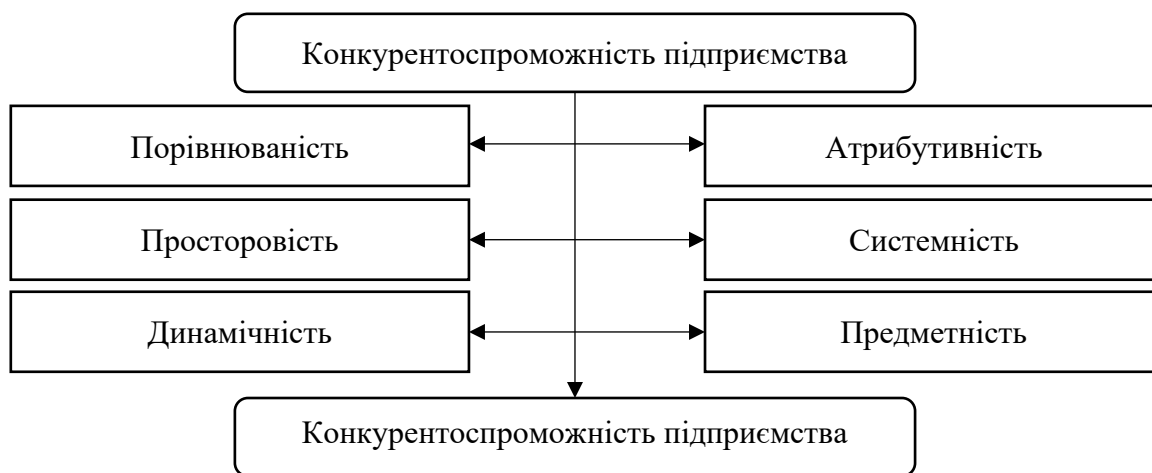 Конкурентоспроможність підприємства
Порівнюваність
Атрибутивність
Просторовість
Системність
Динамічність
Предметність
Конкурентоспроможність підприємства